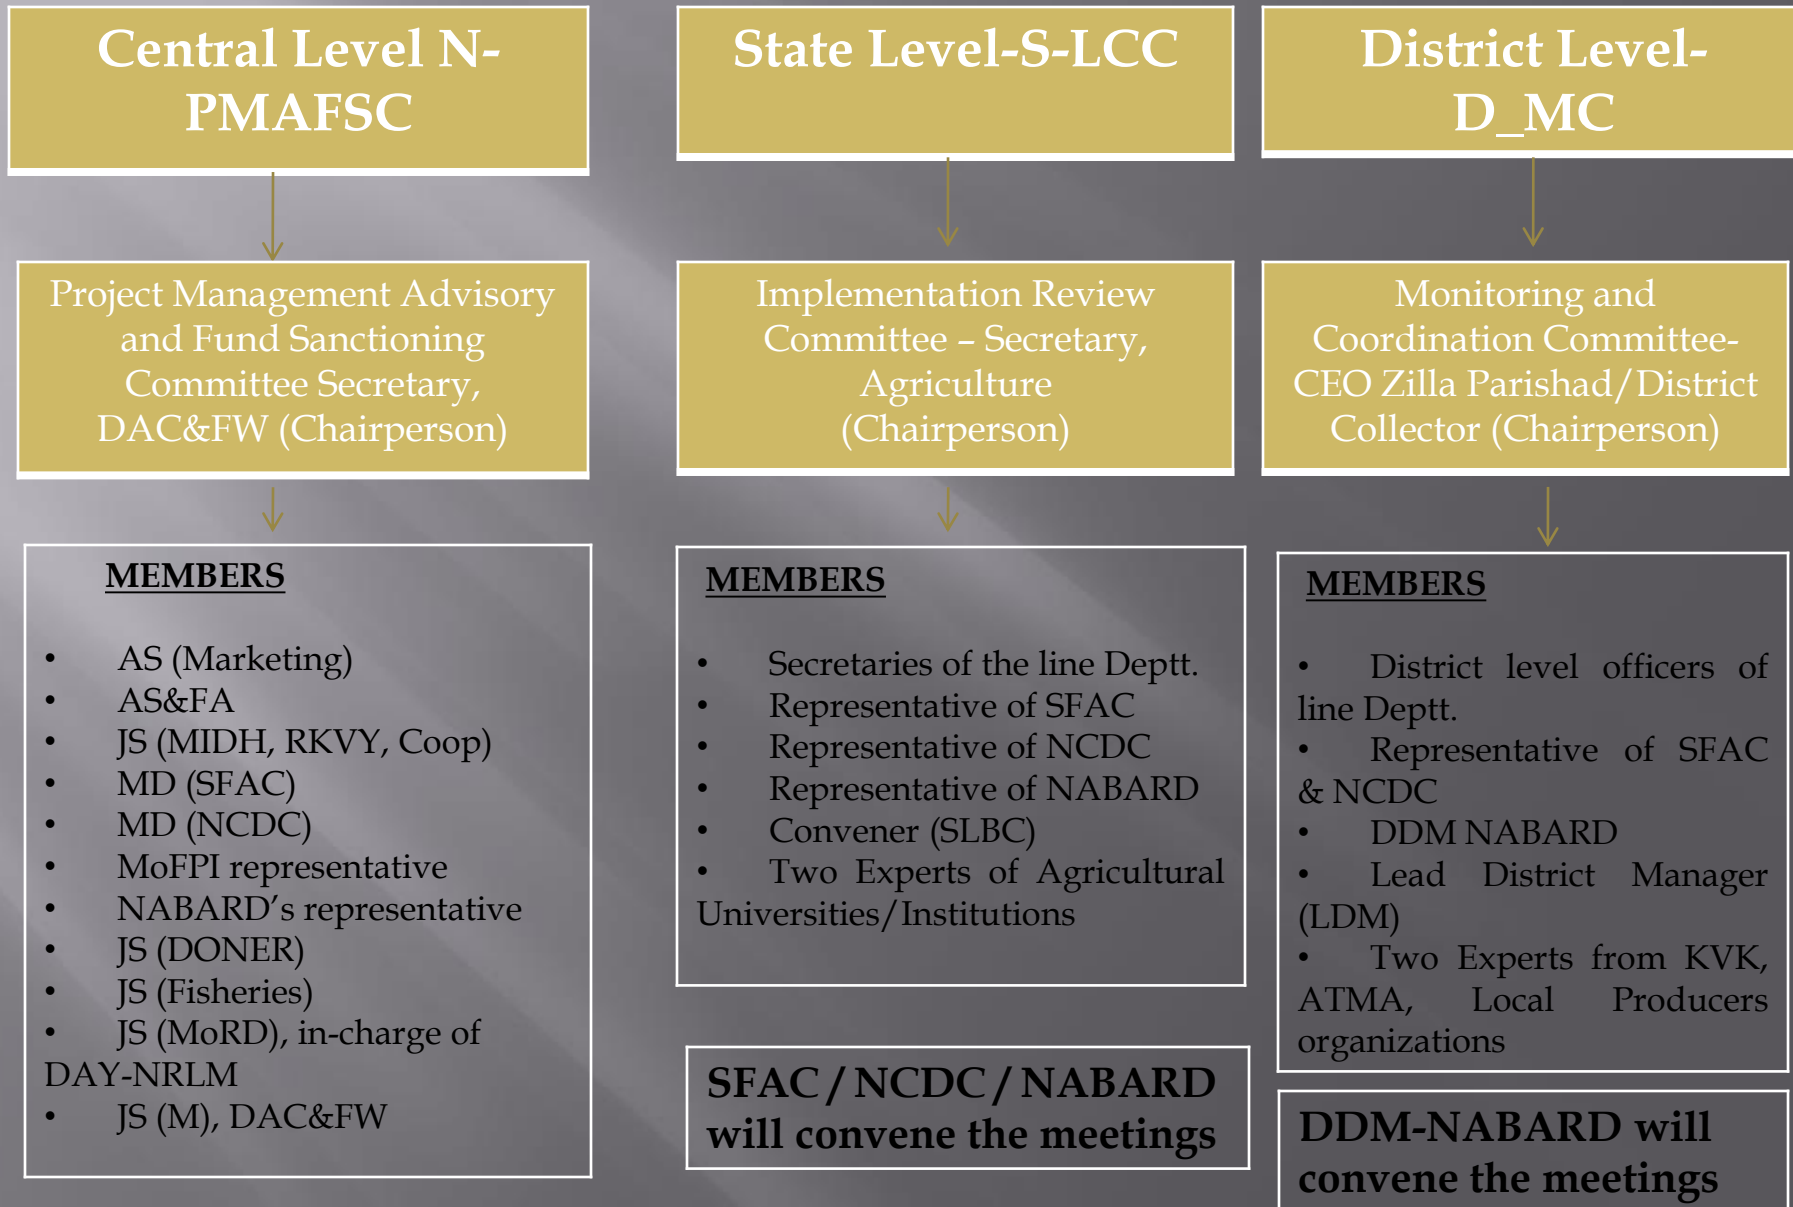 Central Level N-
PMAFSC
Project Management Advisory
and Fund Sanctioning
Committee Secretary,
DAC&FW (Chairperson)
MEMBERS
• AS (Marketing)
• AS&FA
• JS (MIDH, RKVY, Coop)
• MD (SFAC)
• MD (NCDC)
• MoFPI representative
• NABARD’s representative
• JS (DONER)
• JS (Fisheries)
• JS (MoRD), in-charge of
DAY-NRLM
• JS (M), DAC&FW
State Level-S-LCC
Implementation Review
Committee – Secretary,
Agriculture
(Chairperson)
MEMBERS
• Secretaries of the line Deptt.
• Representative of SFAC
• Representative of NCDC
• Representative of NABARD
• Convener (SLBC)
• Two Experts of Agricultural
Universities/Institutions
SFAC/NCDC/NABARD
will convene the meetings
District Level-
D_MC
Monitoring and
Coordination Committee-
CEO Zilla Parishad/District
Collector (Chairperson)
MEMBERS
• District level officers of
line Deptt.
• Representative of SFAC
& NCDC
• DDM NABARD
• Lead District Manager
(LDM)
• Two Experts from KVK,
ATMA, Local Producers
organizations
DDM-NABARD will
convene the meetings